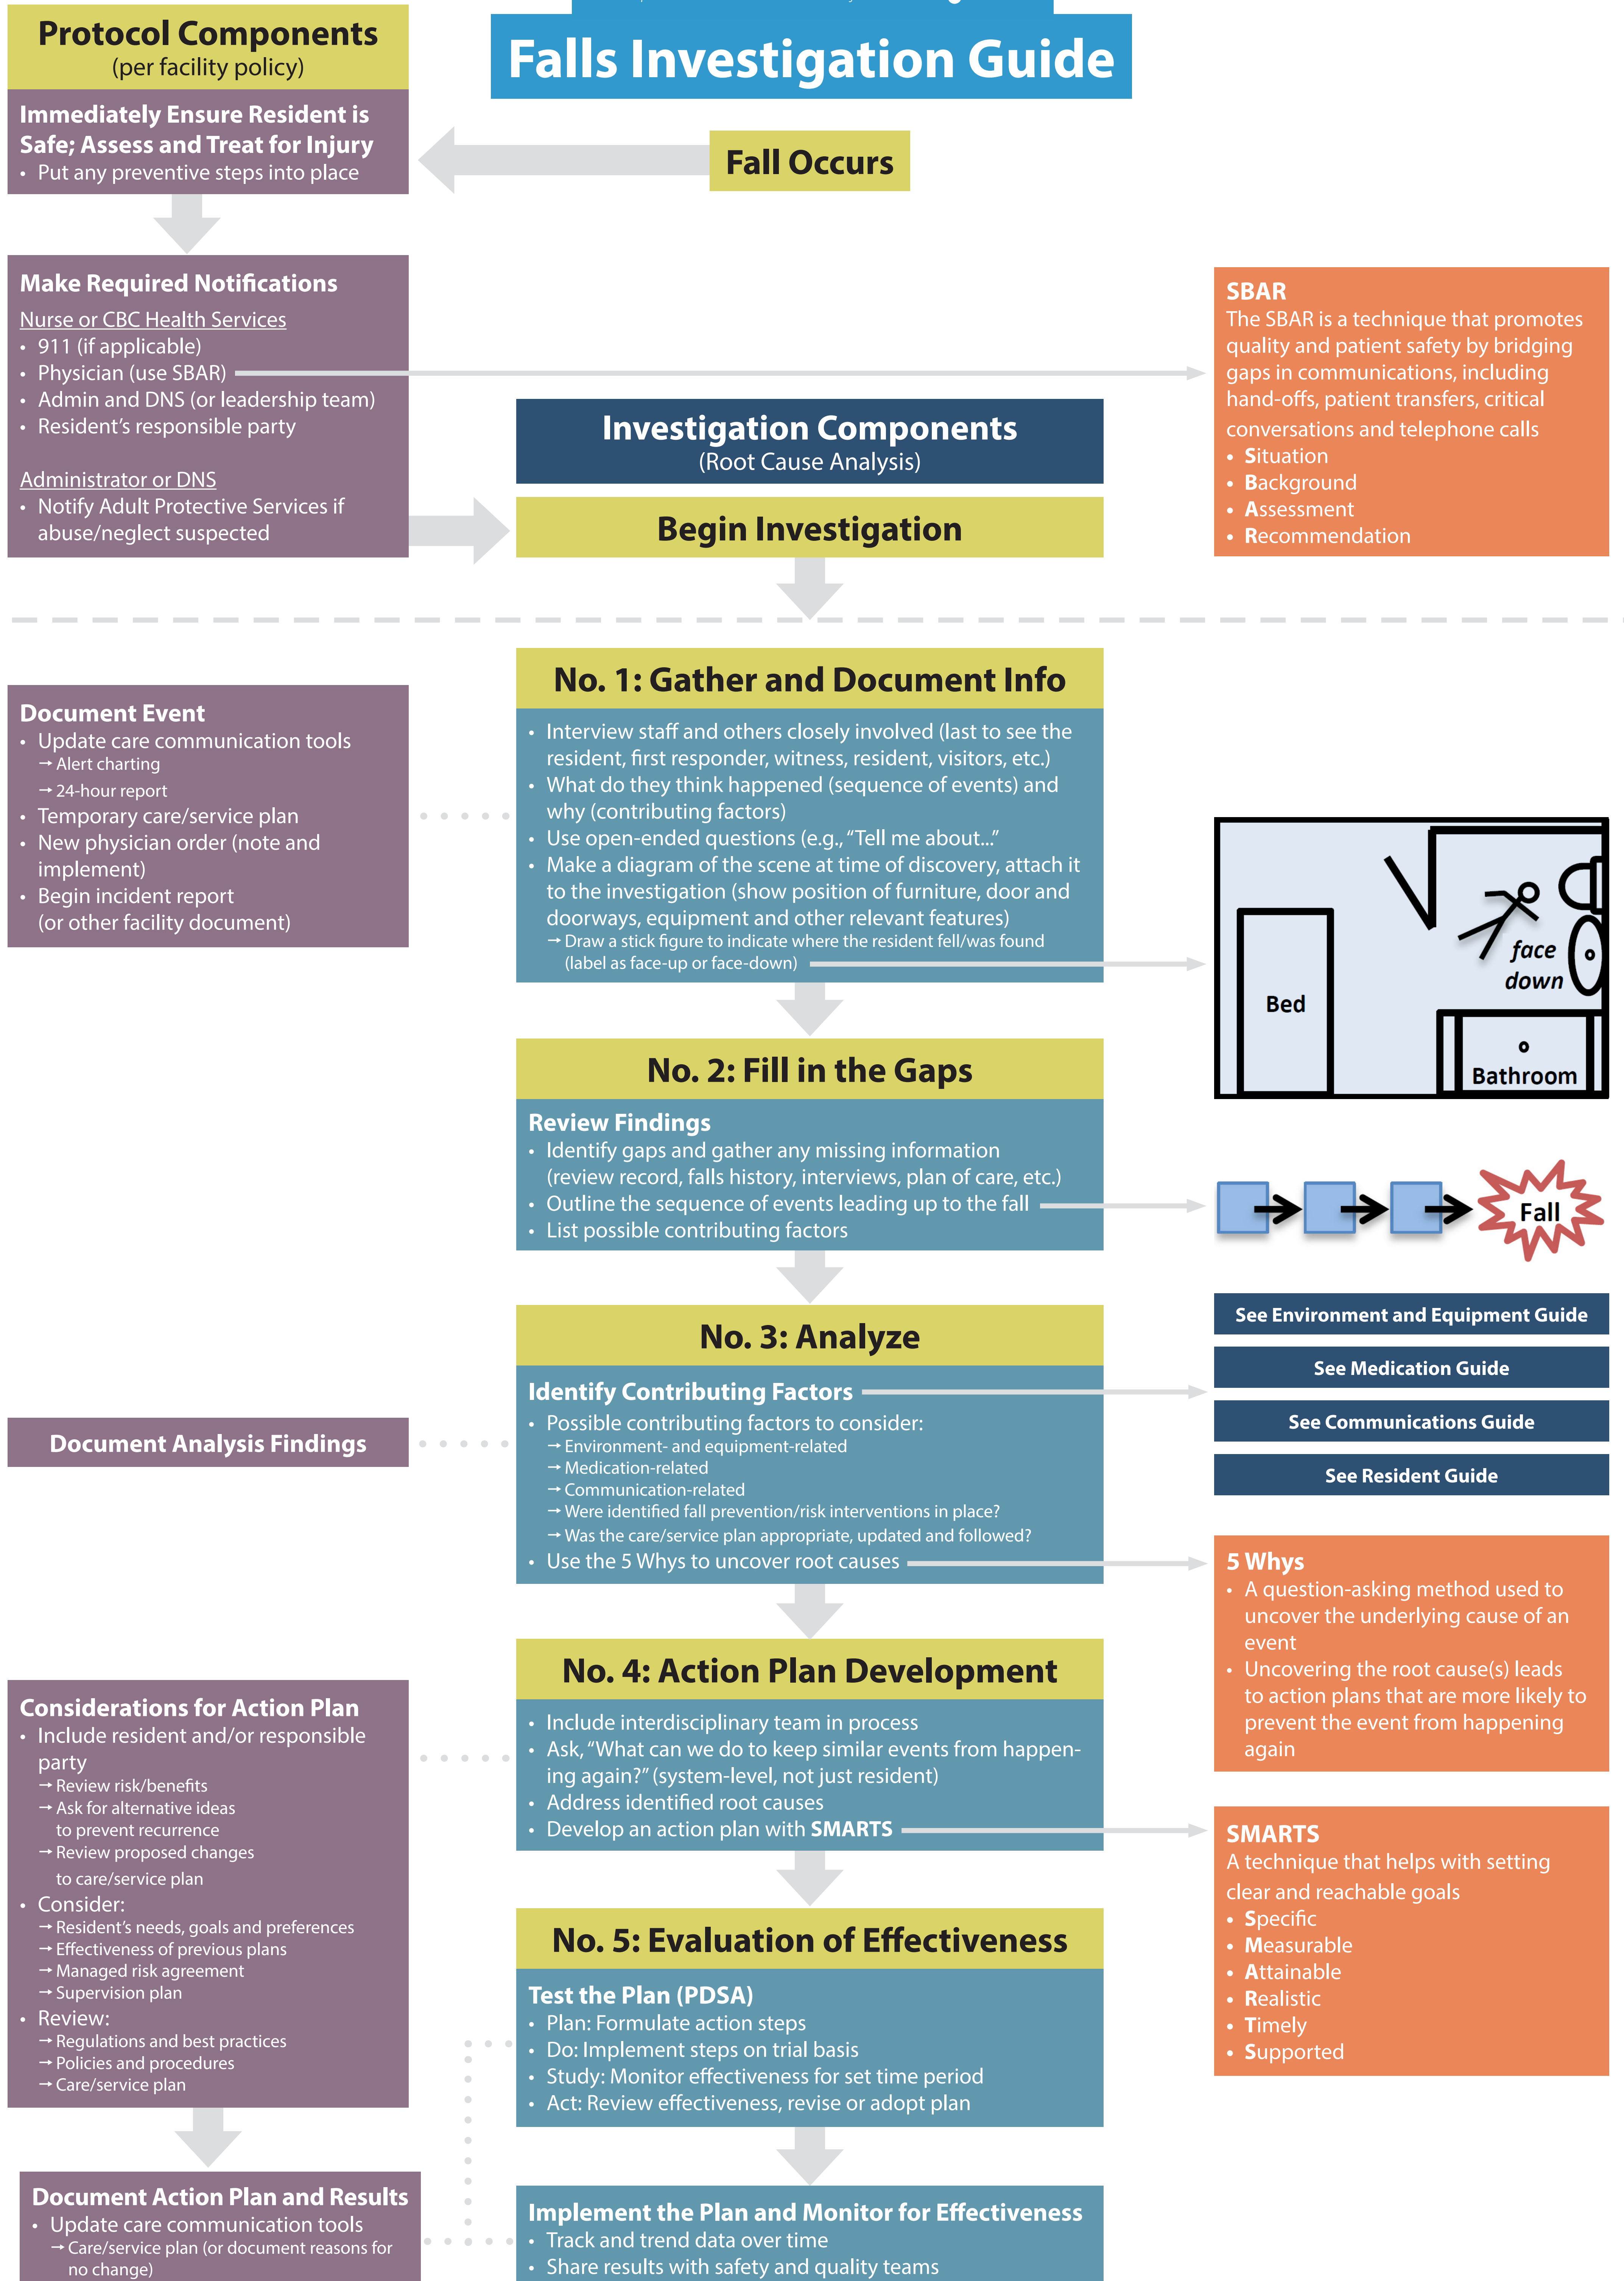 Falls Investigation Guide
Protocol Components
(per facility policy)
Immediately Ensure Resident is
Safe; Assess and Treat for Injury
• Put any preventive steps into place
Fall Occurs
Make Required Notifications
Nurse or CBC Health Services
• 911 (if applicable)
• Physician (use SBAR)
• Admin and DNS (or leadership team)
• Resident’s responsible party
Administrator or DNS
• Notify Adult Protective Services if
abuse/neglect suspected
SBAR
The SBAR is a technique that promotes
quality and patient safety by bridging
gaps in communications, including
hand-offs, patient transfers, critical
conversations and telephone calls
• Situation
• Background
• Assessment
• Recommendation
Investigation Components
(Root Cause Analysis)
Begin Investigation
No. 1: Gather and Document Info
• Interview staff and others closely involved (last to see the
resident, first responder, witness, resident, visitors, etc.)
• What do they think happened (sequence of events) and
why (contributing factors)
• Use open-ended questions (e.g., “Tell me about...”
• Make a diagram of the scene at time of discovery, attach it
to the investigation (show position of furniture, door and
doorways, equipment and other relevant features)
→ Draw a stick figure to indicate where the resident fell/was found
(label as face-up or face-down)
Document Event
• Update care communication tools
→ Alert charting
→ 24-hour report
• Temporary care/service plan
• New physician order (note and
implement)
• Begin incident report
(or other facility document)
face
down
Bed
Bathroom
No. 2: Fill in the Gaps
Review Findings
• Identify gaps and gather any missing information
(review record, falls history, interviews, plan of care, etc.)
• Outline the sequence of events leading up to the fall
• List possible contributing factors
Fall
No. 3: Analyze
Identify Contributing Factors
• Possible contributing factors to consider:
→ Environment- and equipment-related
→ Medication-related
→ Communication-related
→ Were identified fall prevention/risk interventions in place?
→ Was the care/service plan appropriate, updated and followed?
• Use the 5 Whys to uncover root causes
Document Analysis Findings
See Environment and Equipment Guide
See Medication Guide
See Communications Guide
See Resident Guide
5 Whys
• A question-asking method used to
uncover the underlying cause of an
event
• Uncovering the root cause(s) leads
to action plans that are more likely to
prevent the event from happening
again
No. 4: Action Plan Development
• Include interdisciplinary team in process
• Ask, “What can we do to keep similar events from happen-
ing again?” (system-level, not just resident)
• Address identified root causes
• Develop an action plan with SMARTS
Considerations for Action Plan
• Include resident and/or responsible
party
→ Review risk/benefits
→ Ask for alternative ideas
to prevent recurrence
→ Review proposed changes
to care/service plan
• Consider:
→ Resident’s needs, goals and preferences
→ Effectiveness of previous plans
→ Managed risk agreement
→ Supervision plan
• Review:
→ Regulations and best practices
→ Policies and procedures
→ Care/service plan
SMARTS
A technique that helps with setting
clear and reachable goals
• Specific
• Measurable
• Attainable
• Realistic
• Timely
• Supported
No. 5: Evaluation of Effectiveness
Test the Plan (PDSA)
• Plan: Formulate action steps
• Do: Implement steps on trial basis
• Study: Monitor effectiveness for set time period
• Act: Review effectiveness, revise or adopt plan
Document Action Plan and Results
• Update care communication tools
→ Care/service plan (or document reasons for
no change)
Implement the Plan and Monitor for Effectiveness
• Track and trend data over time
• Share results with safety and quality teams